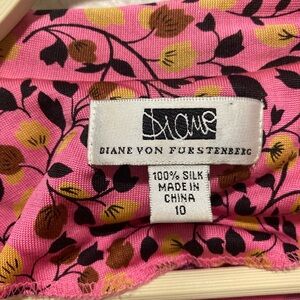 Diane
DIANE VON FURSTENBERG
100% SILK
MADE IN
CHINA
10